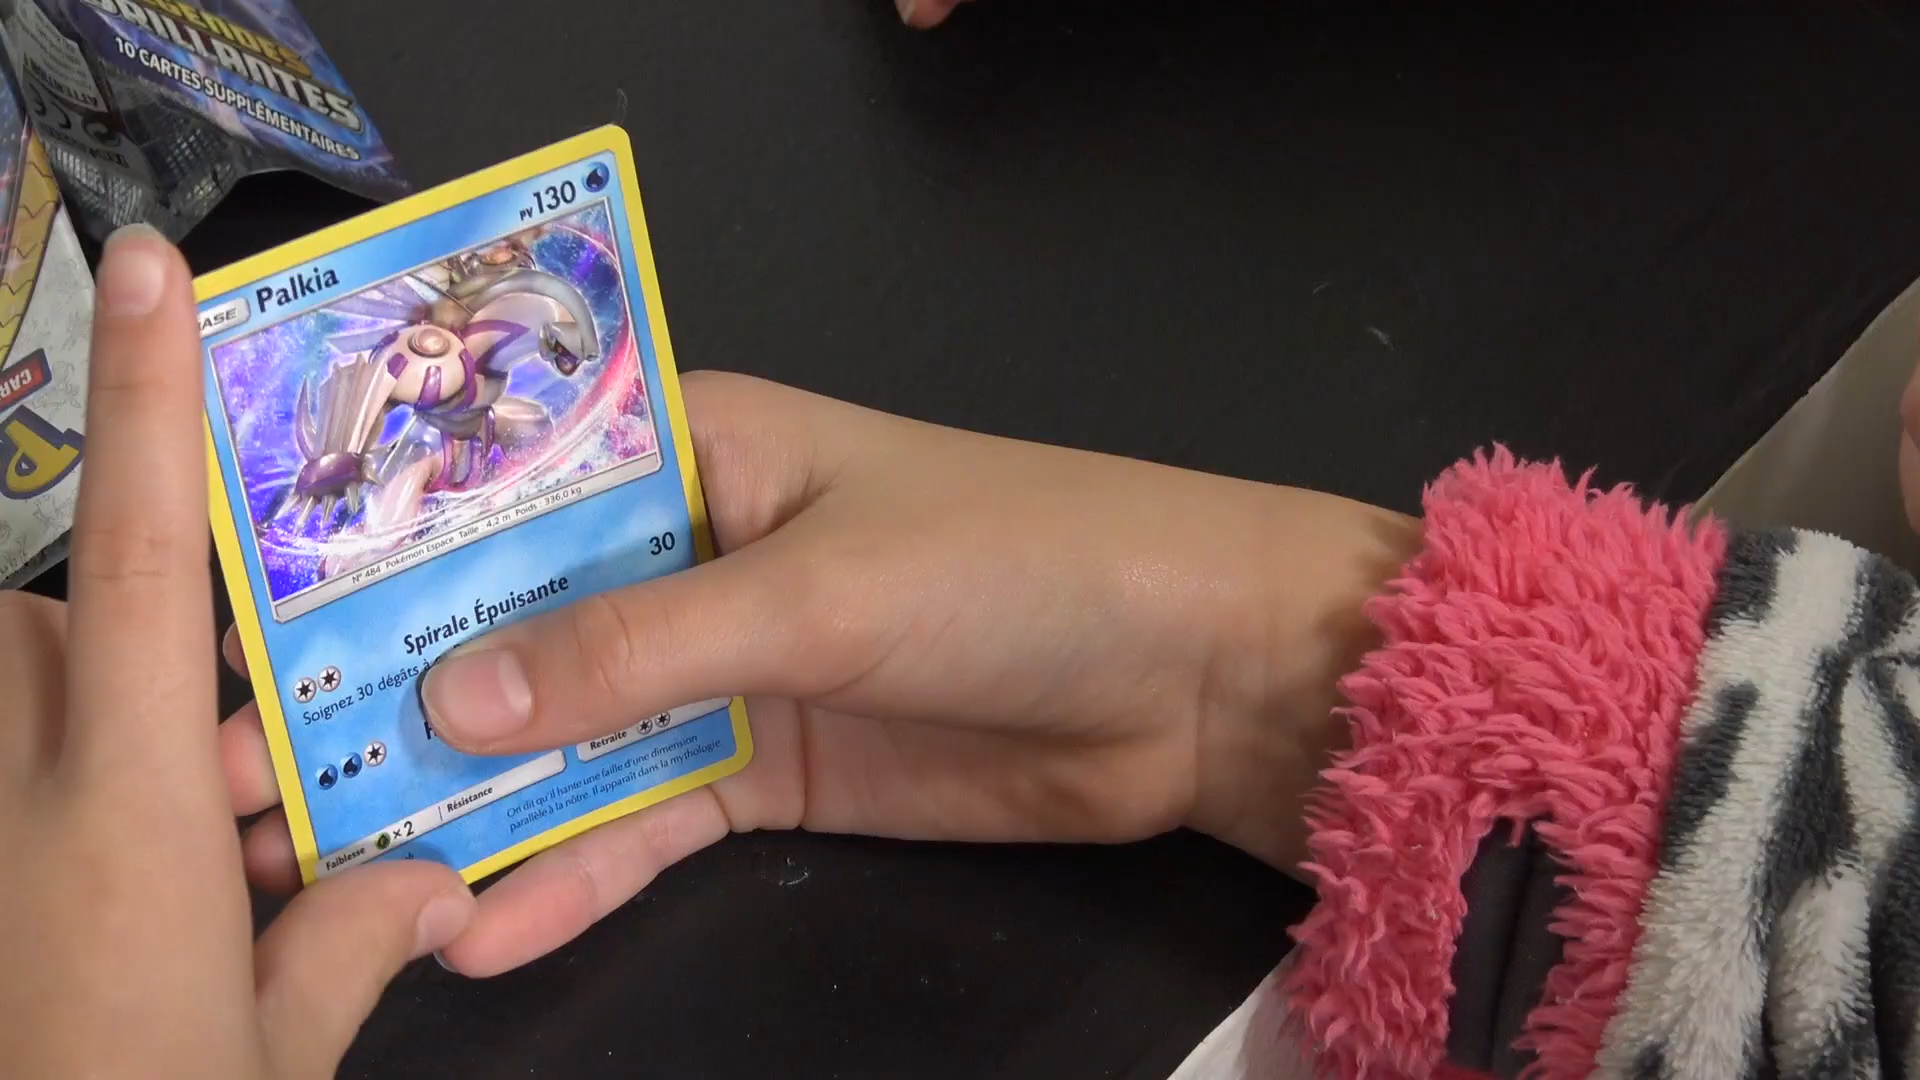 BRILLANTES
10 CARTES SUPPLÉMENTAIRES
Palkia
PV 130
N° 484 Pokémon Espace Taille : 4,2 m Poids : 336,0 kg
Spirale Épuisante 30
Soignez 30 dégâts à
Faiblesse ×2
Résistance
Retraite
On dit qu'il hante une faille d'une dimension
parallèle à la nôtre. Il apparaît dans la mythologie.